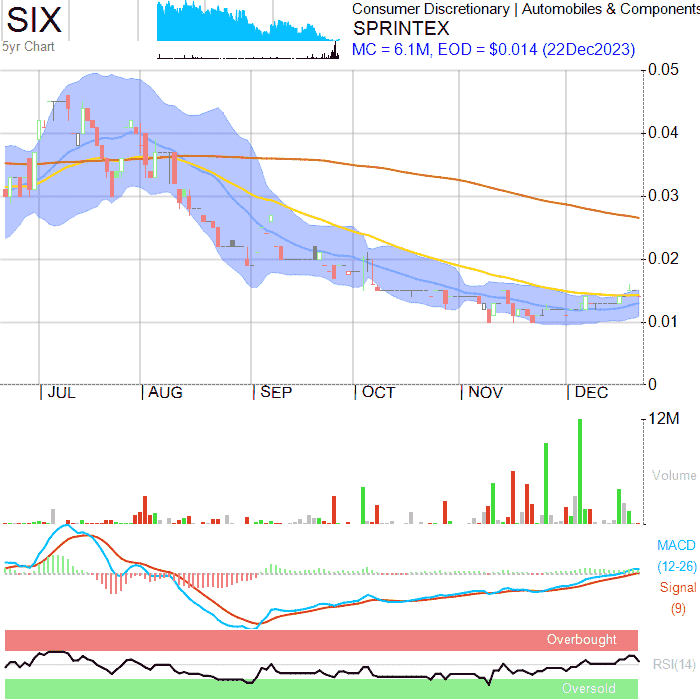 SIX
5yr Chart
Consumer Discretionary | Automobiles & Components
SPRINTEX
MC = 6.1M, EOD = $0.014 (22Dec2023)
0.05
0.04
0.03
0.02
0.01
0
JUL AUG SEP OCT NOV DEC
12M
Volume
MACD
(12-26)
Signal
(9)
Overbought
RSI(14)
Oversold